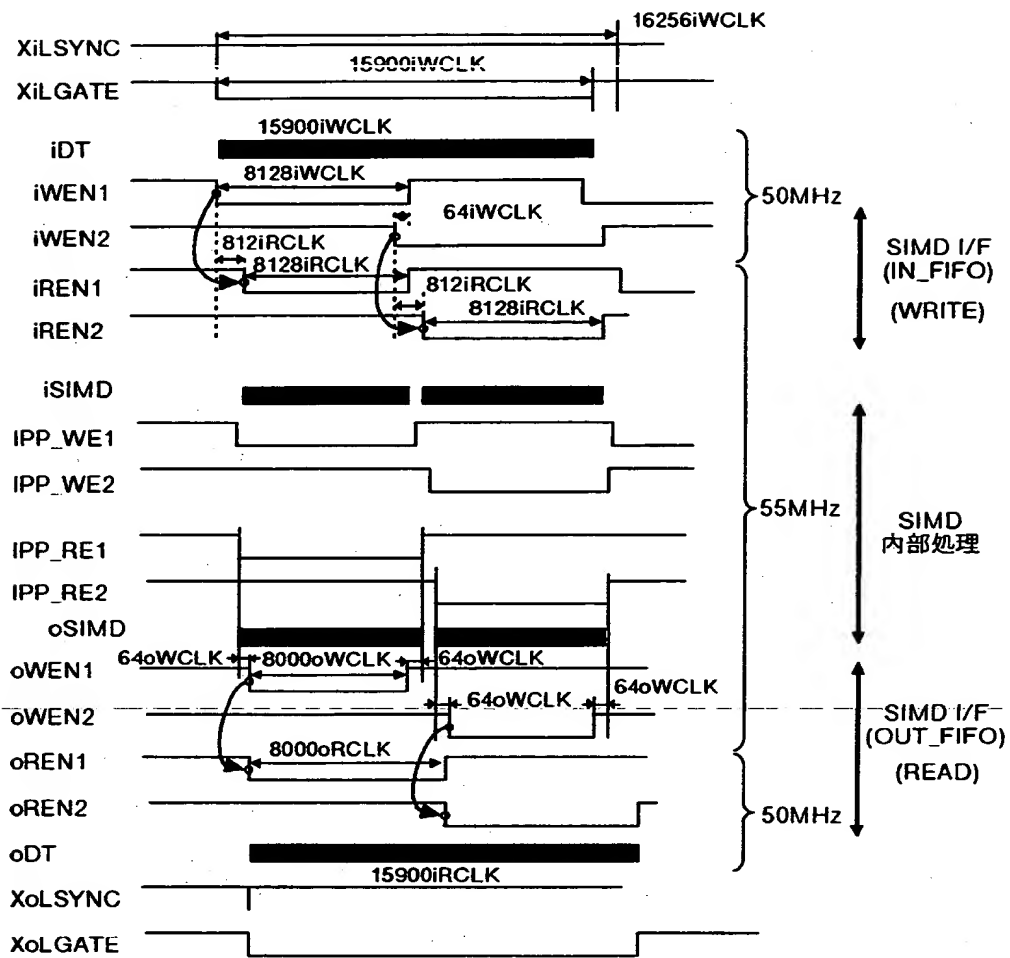 16256iWCLK
XiLSYNC
15900iWCLK
XiLGATE
15900iWCLK
iDT
8128iWCLK
iWEN1
50MHz
64iWCLK
iWEN2
812iRCLK
SIMD I/F
(IN_FIFO)
(WRITE)
8128iRCLK
iREN1
812iRCLK
8128iRCLK
iREN2
iSIMD
IPP_WE1
IPP_WE2
55MHz
SIMD
内部処理
IPP_RE1
IPP_RE2
oSIMD
64oWCLK
8000oWCLK
64oWCLK
oWEN1
64oWCLK
64oWCLK
oWEN2
SIMD I/F
(OUT_FIFO)
(READ)
8000oRCLK
oREN1
oREN2
50MHz
oDT
15900iRCLK
XoLSYNC
XoLGATE